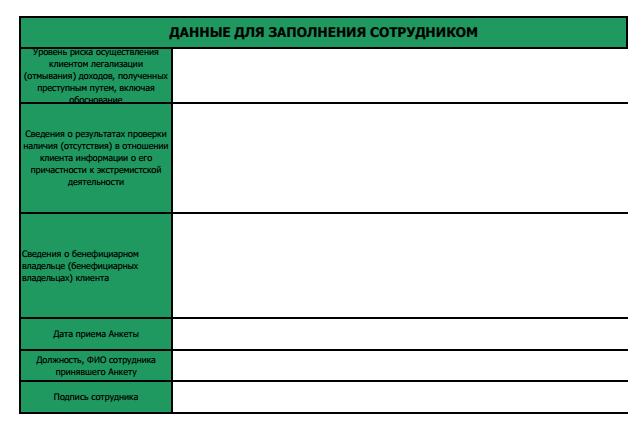 ДАННЫЕ ДЛЯ ЗАПОЛНЕНИЯ СОТРУДНИКОМ
Уровень риска осуществления
клиентом легализации
(отмывания) доходов, полученных
преступным путем, включая
обоснование
Сведения о результатах проверки
наличия (отсутствия) в отношении
клиента информации о его
причастности к экстремистской
деятельности
Сведения о бенефициарном
владельце (бенефициарных
владельцах) клиента
Дата приема Анкеты
Должность, ФИО сотрудника
принявшего Анкету
Подпись сотрудника